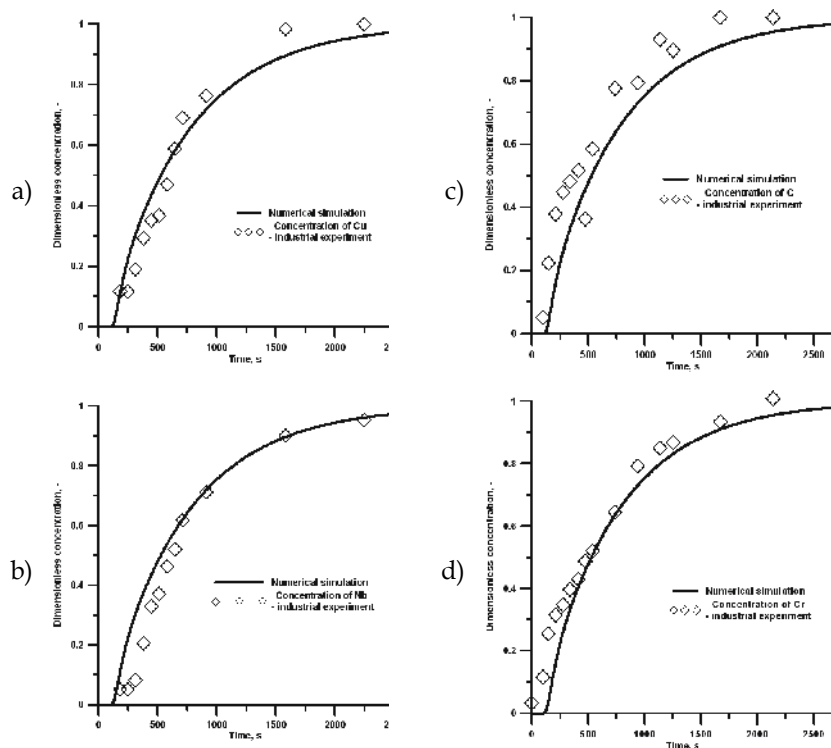 a)
Dimensionless concentration, -
1
0.8
0.6
0.4
0.2
0
Numerical simulation
Concentration of Cu
- industrial experiment
0 500 1000 1500 2000 2
Time, s
c)
Dimensionless concentration, -
1
0.8
0.6
0.4
0.2
0
Numerical simulation
Concentration of C
- industrial experiment
0 500 1000 1500 2000 2500
Time, s
b)
Dimensionless concentration, -
1
0.8
0.6
0.4
0.2
0
Numerical simulation
Concentration of Nb
- industrial experiment
0 500 1000 1500 2000 2
Time, s
d)
Dimensionless concentration, -
1
0.8
0.6
0.4
0.2
0
Numerical simulation
Concentration of Cr
- industrial experiment
0 500 1000 1500 2000 2500
Time, s